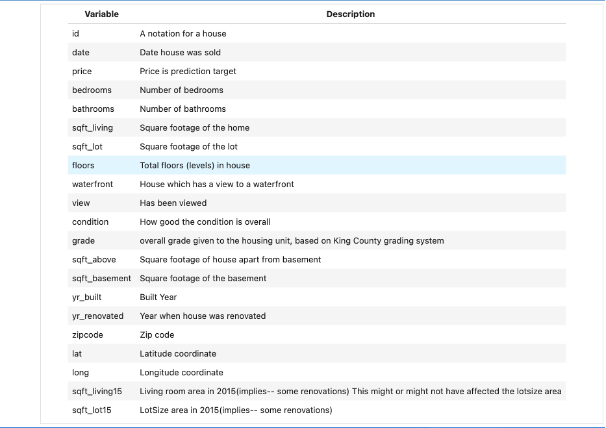 Variable Description
id A notation for a house
date Date house was sold
price Price is prediction target
bedrooms Number of bedrooms
bathrooms Number of bathrooms
sqft_living Square footage of the home
sqft_lot Square footage of the lot
floors Total floors (levels) in house
waterfront House which has a view to a waterfront
view Has been viewed
condition How good the condition is overall
grade overall grade given to the housing unit, based on King County grading system
sqft_above Square footage of house apart from basement
sqft_basement Square footage of the basement
yr_built Built Year
yr_renovated Year when house was renovated
zipcode Zip code
lat Latitude coordinate
long Longitude coordinate
sqft_living15 Living room area in 2015(implies-- some renovations) This might or might not have affected the lotsize area
sqft_lot15 LotSize area in 2015(implies-- some renovations)